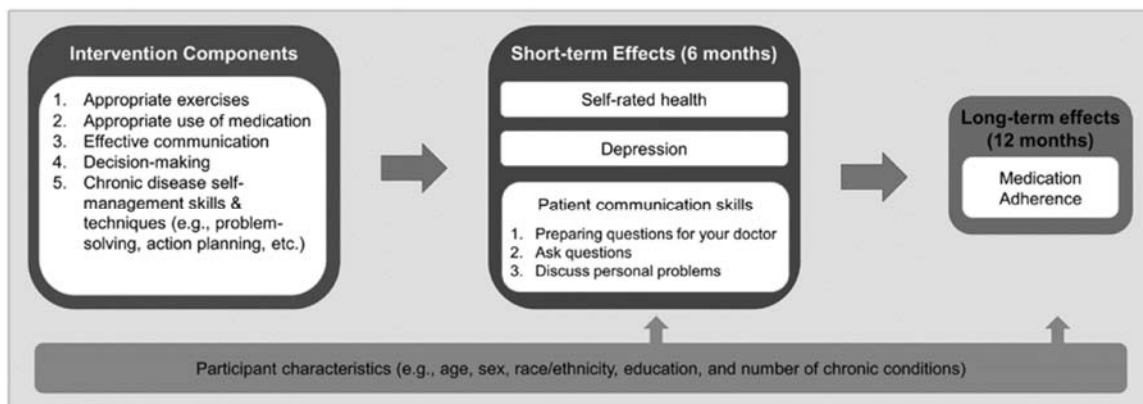 Intervention Components
1. Appropriate exercises
2. Appropriate use of medication
3. Effective communication
4. Decision-making
5. Chronic disease self-
management skills &
techniques (e.g., problem-
solving, action planning, etc.)
Short-term Effects (6 months)
Self-rated health
Depression
Patient communication skills
1. Preparing questions for your doctor
2. Ask questions
3. Discuss personal problems
Long-term effects
(12 months)
Medication
Adherence
Participant characteristics (e.g., age, sex, race/ethnicity, education, and number of chronic conditions)